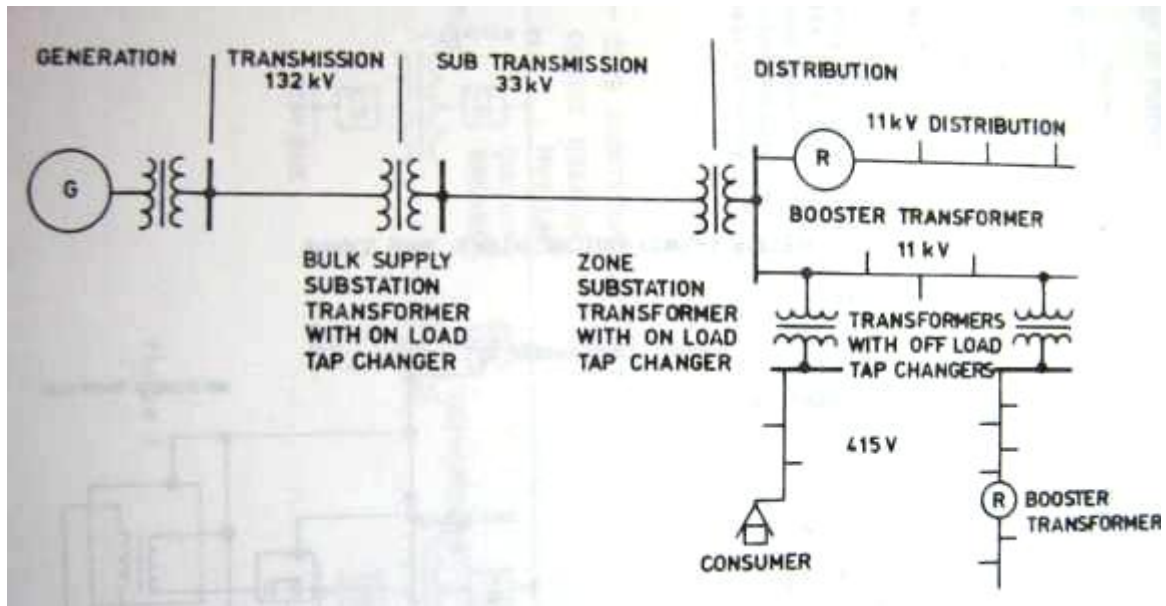 GENERATION
TRANSMISSION
132 kV
SUB TRANSMISSION
33kV
DISTRIBUTION
11kV DISTRIBUTION
G
R
BOOSTER TRANSFORMER
11 kV
BULK SUPPLY
SUBSTATION
TRANSFORMER
WITH ON LOAD
TAP CHANGER
ZONE
SUBSTATION
TRANSFORMER
WITH ON LOAD
TAP CHANGER
TRANSFORMERS
WITH OFF LOAD
TAP CHANGERS
415 V
CONSUMER
R
BOOSTER
TRANSFORMER